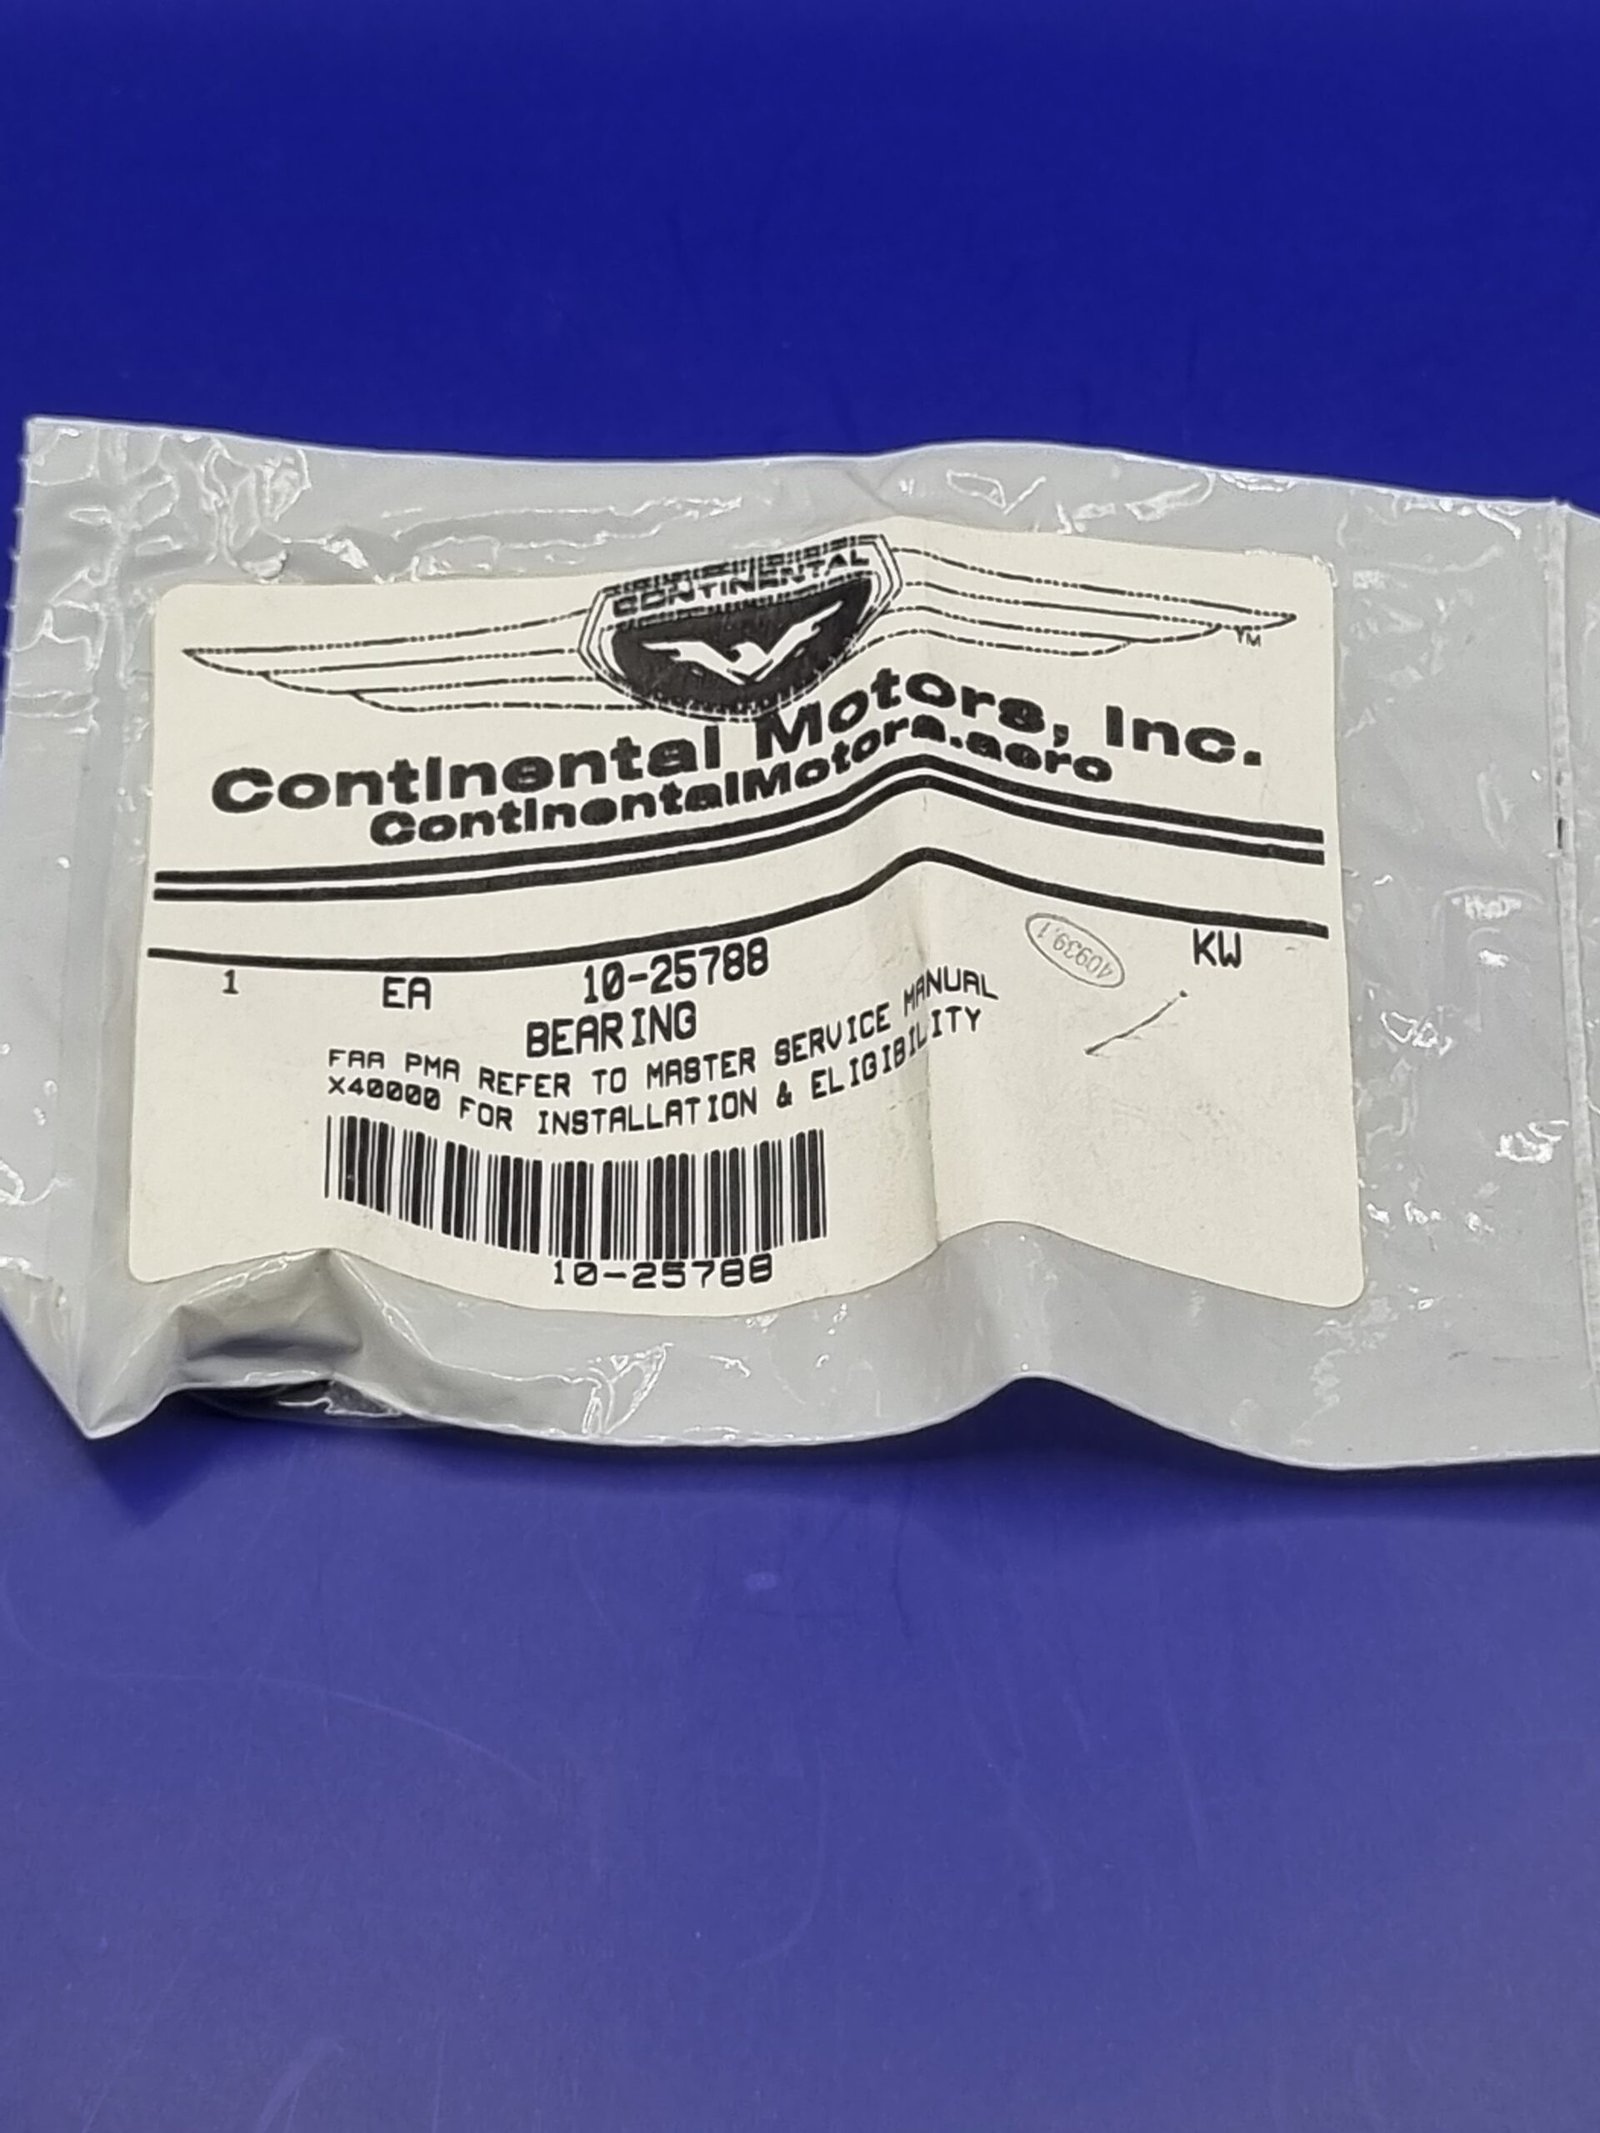 CONTINENTAL
TM
Continental Motors, Inc.
ContinentalMotors.aero
1 EA 10-25788 KW
40939.1
BEARING
FAA PMA REFER TO MASTER SERVICE MANUAL
X40000 FOR INSTALLATION & ELIGIBILITY
10-25788